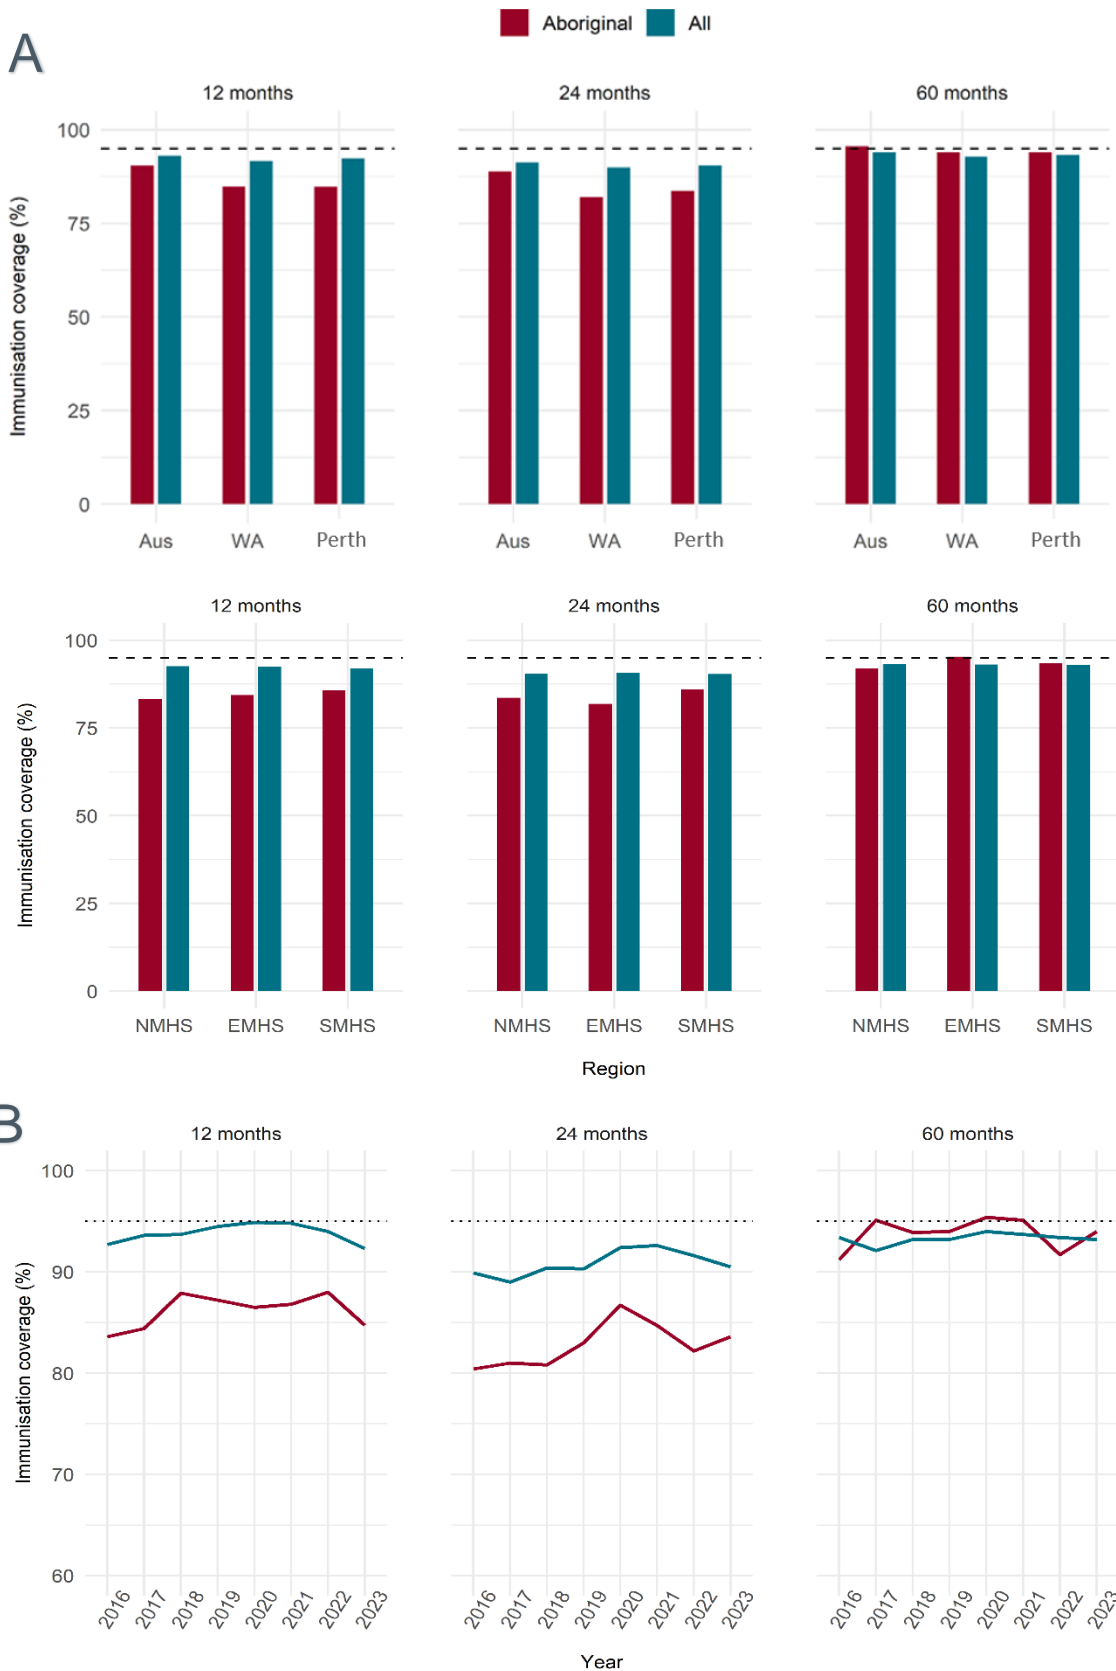 Aboriginal All
A
12 months 24 months 60 months
100
75
50
25
0
Immunisation coverage (%)
Aus WA Perth Aus WA Perth Aus WA Perth
12 months 24 months 60 months
100
75
50
25
0
Immunisation coverage (%)
NMHS EMHS SMHS NMHS EMHS SMHS NMHS EMHS SMHS
Region
B
12 months 24 months 60 months
100
90
80
70
60
Immunisation coverage (%)
2016 2017 2018 2019 2020 2021 2022 2023 2016 2017 2018 2019 2020 2021 2022 2023 2016 2017 2018 2019 2020 2021 2022 2023
Year